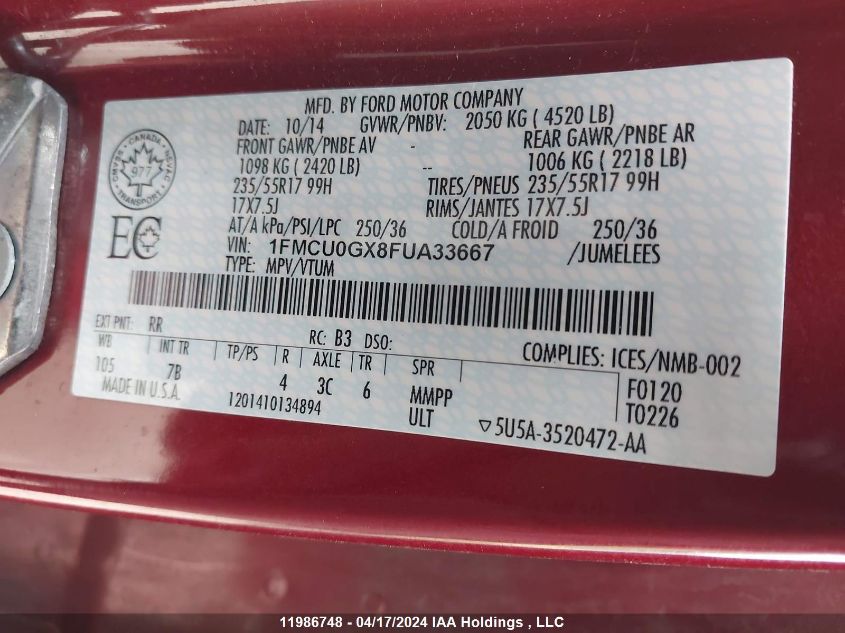 MFD. BY FORD MOTOR COMPANY
DATE: 10/14 GVWR/PNBV: 2050 KG ( 4520 LB)
FRONT GAWR/PNBE AV - REAR GAWR/PNBE AR
1098 KG ( 2420 LB) -- 1006 KG ( 2218 LB)
235/55R17 99H TIRES/PNEUS 235/55R17 99H
17X7.5J RIMS/JANTES 17X7.5J
AT/A kPa/PSI/LPC 250/36 COLD/A FROID 250/36
VIN: 1FMCU0GX8FUA33667 /JUMELEES
TYPE: MPV/VTUM
CANADA
977
TRANSPORT
EC
EXT PNT: RR RC: B3 DSO:
WB INT TR TP/PS R AXLE TR SPR COMPLIES: ICES/NMB-002
105 7B 4 3C 6 MMPP F0120
MADE IN U.S.A. 1201410134894 ULT T0226
▽5U5A-3520472-AA
11986748 - 04/17/2024 IAA Holdings , LLC